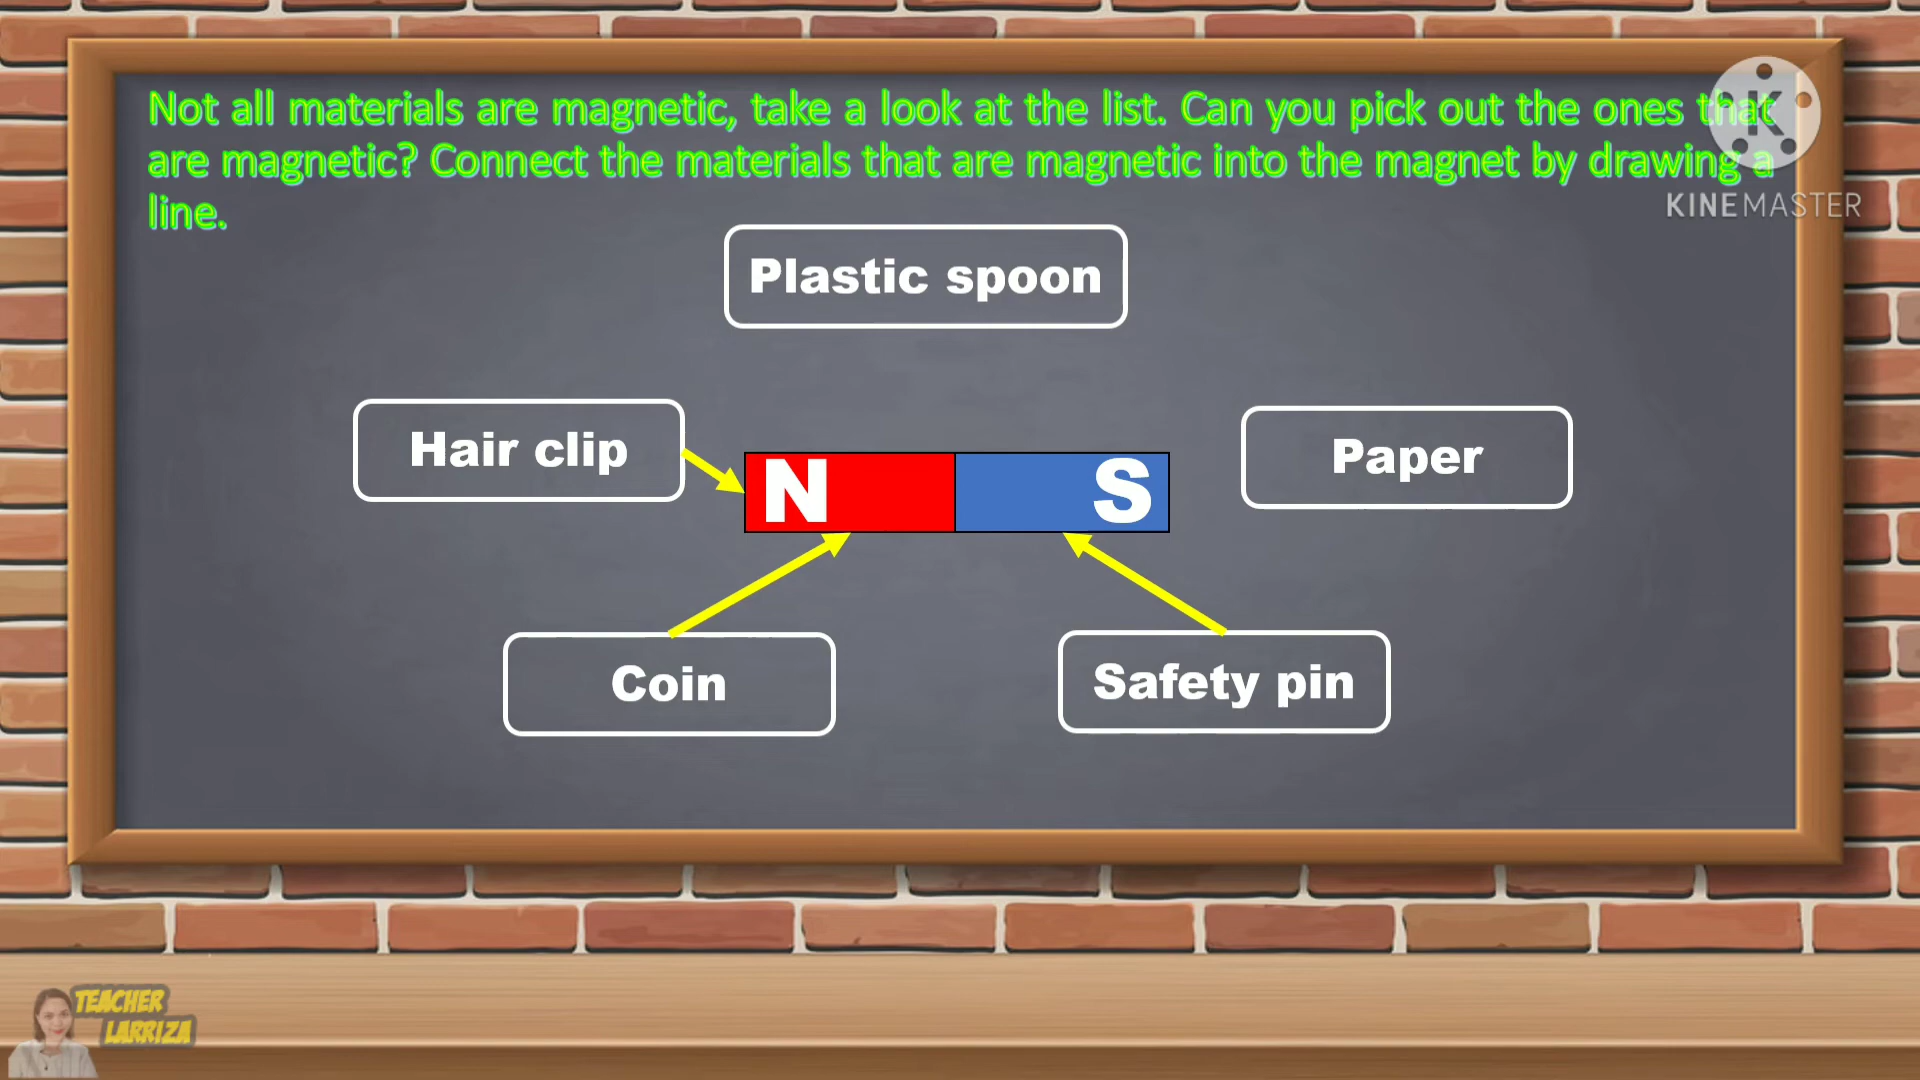 Not all materials are magnetic, take a look at the list. Can you pick out the ones that
are magnetic? Connect the materials that are magnetic into the magnet by drawing a
line.
K
KINEMASTER
Plastic spoon
Hair clip
N S
Paper
Coin
Safety pin
TEACHER
LARRIZA